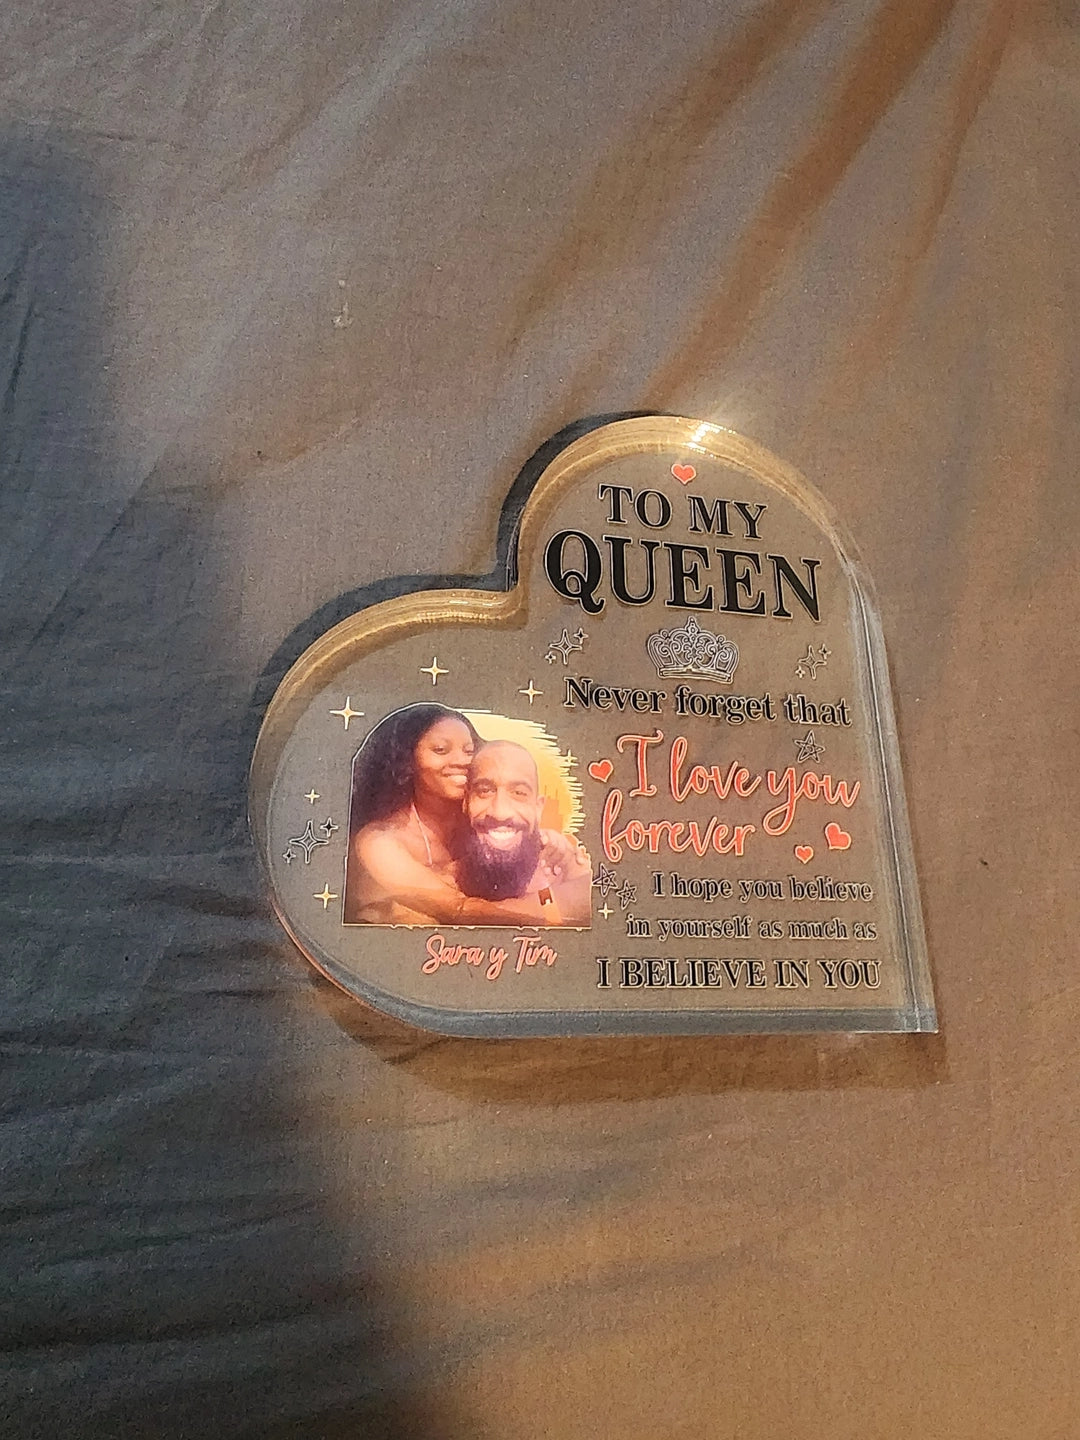 TO MY
QUEEN
Never forget that
I love you
forever
I hope you believe
in yourself as much as
I BELIEVE IN YOU
Sara y Tim